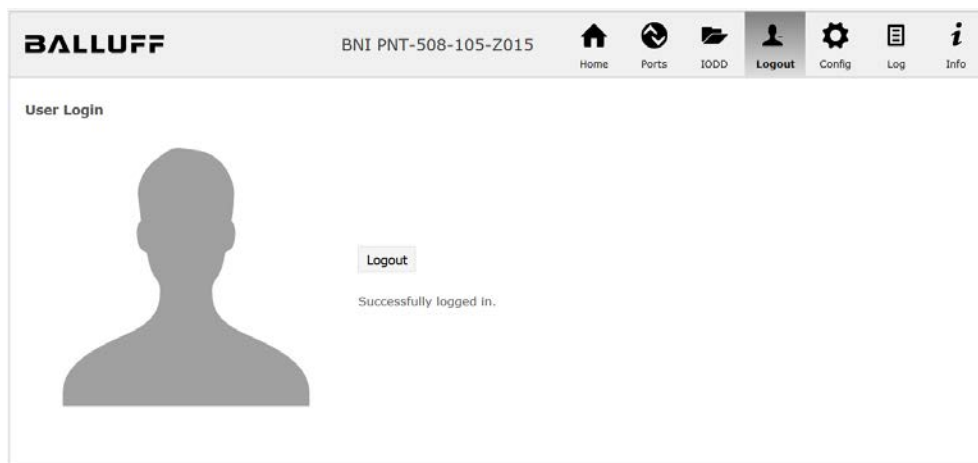 BALLUFF
BNI PNT-508-105-Z015
Home Ports IODD Logout Config Log Info
User Login
Logout
Successfully logged in.